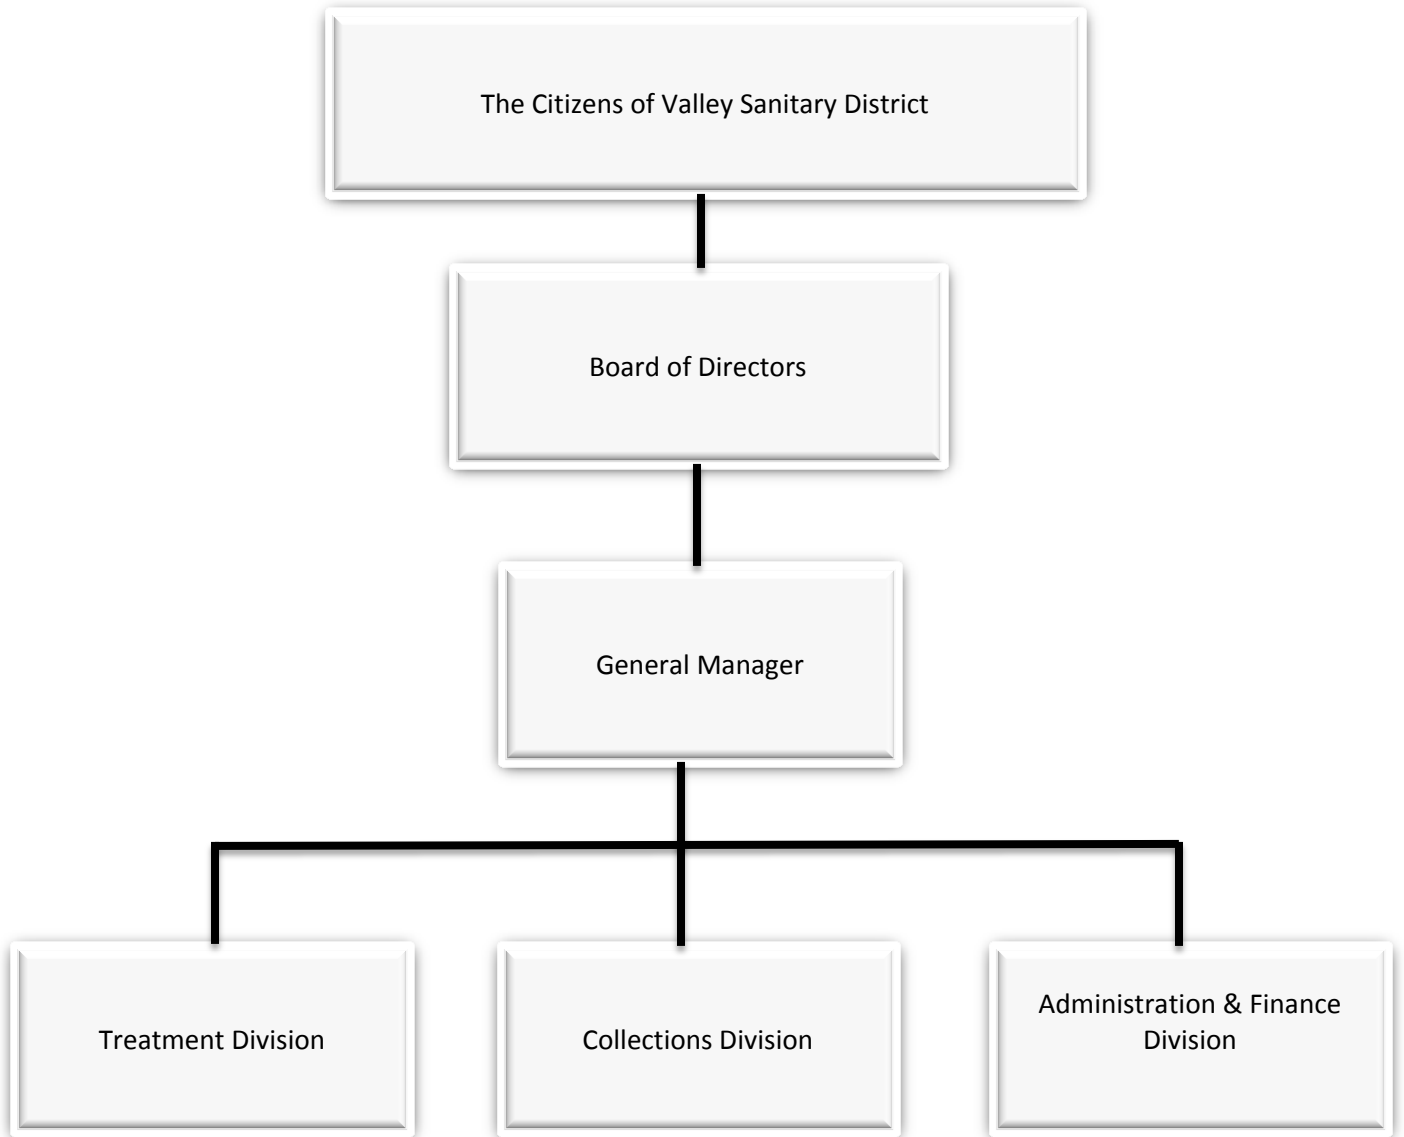 The Citizens of Valley Sanitary District
Board of Directors
General Manager
Treatment Division
Collections Division
Administration & Finance
Division